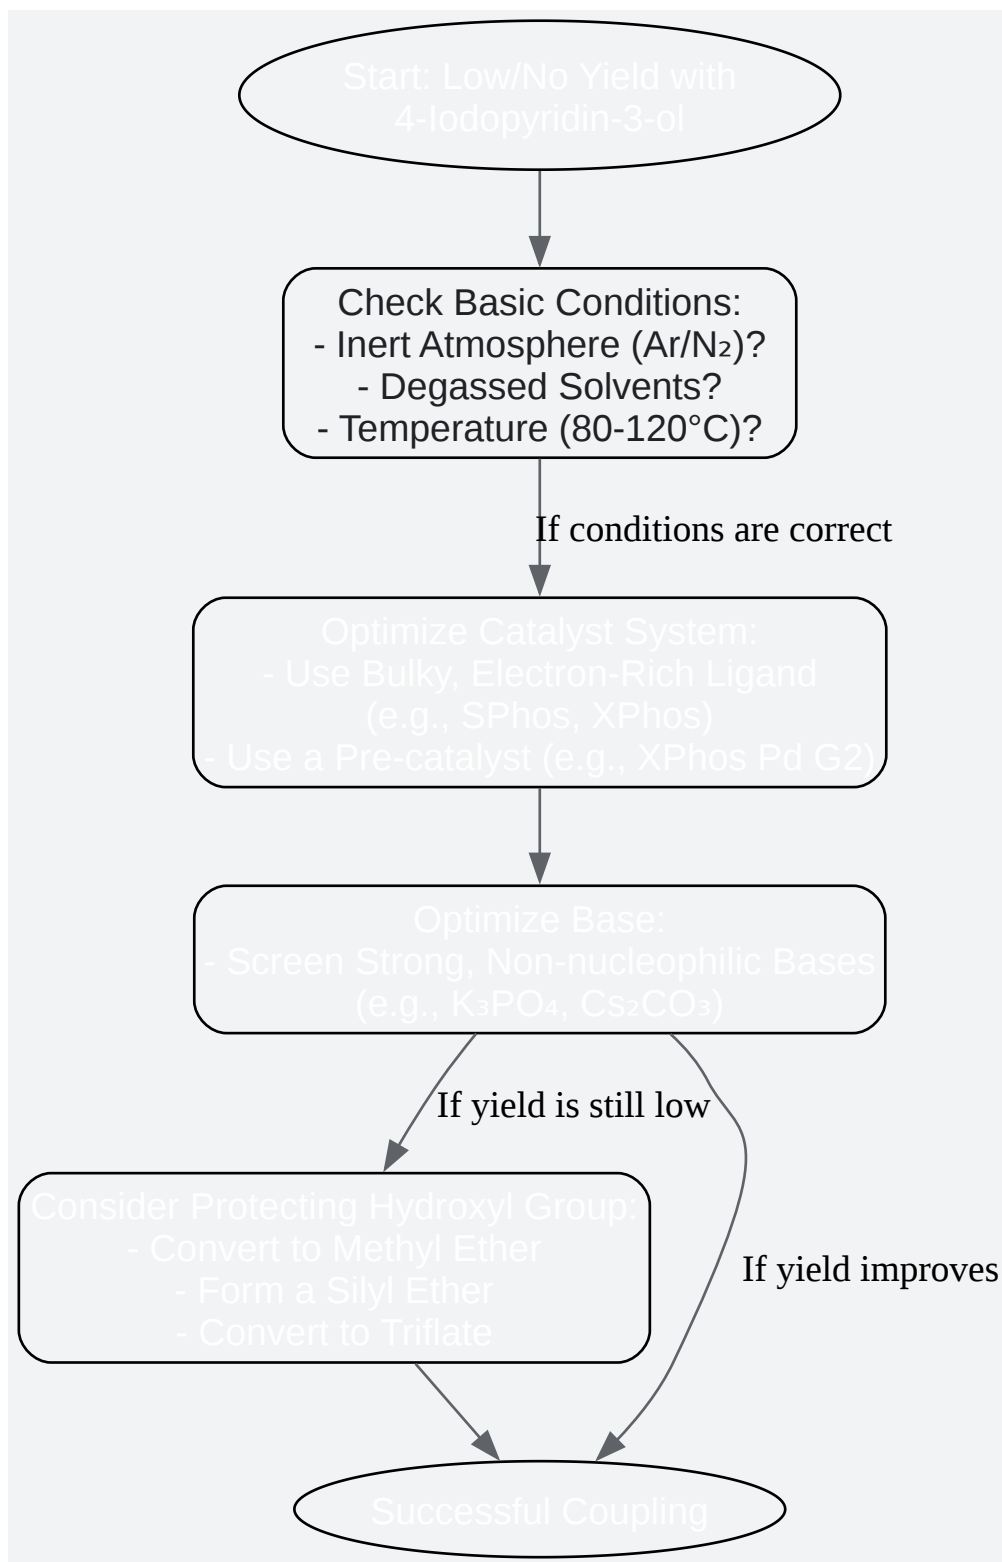 Start: Low/No Yield with
4-Iodopyridin-3-ol
Check Basic Conditions:
- Inert Atmosphere (Ar/N₂)?
- Degassed Solvents?
- Temperature (80-120°C)?
If conditions are correct
Optimize Catalyst System:
- Use Bulky, Electron-Rich Ligand
(e.g., SPhos, XPhos)
- Use a Pre-catalyst (e.g., XPhos Pd G2)
Optimize Base:
- Screen Strong, Non-nucleophilic Bases
(e.g., K₃PO₄, Cs₂CO₃)
If yield is still low
Consider Protecting Hydroxyl Group:
- Convert to Methyl Ether
- Form a Silyl Ether
- Convert to Triflate
If yield improves
Successful Coupling